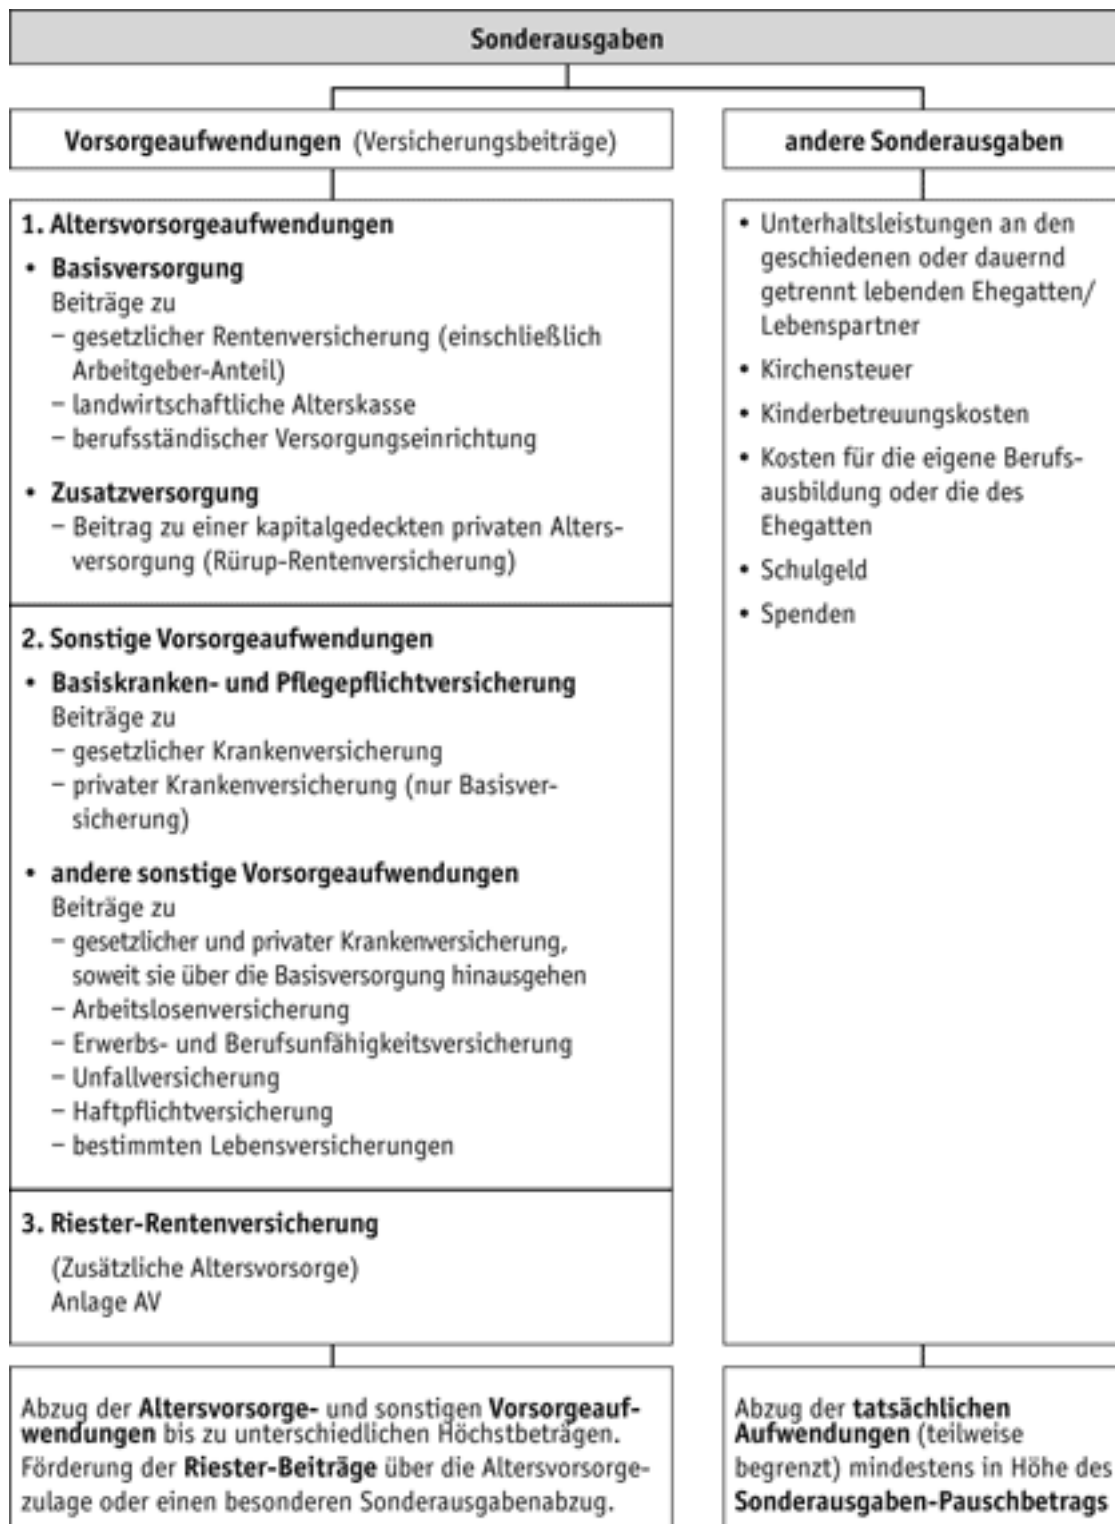 Sonderausgaben
Vorsorgeaufwendungen (Versicherungsbeiträge)
1. Altersvorsorgeaufwendungen
• Basisversorgung
Beiträge zu
– gesetzlicher Rentenversicherung (einschließlich
Arbeitgeber-Anteil)
– landwirtschaftliche Alterskasse
– berufsständischer Versorgungseinrichtung
• Zusatzversorgung
– Beitrag zu einer kapitalgedeckten privaten Alters-
versorgung (Rürup-Rentenversicherung)
2. Sonstige Vorsorgeaufwendungen
• Basiskranken- und Pflegepflichtversicherung
Beiträge zu
– gesetzlicher Krankenversicherung
– privater Krankenversicherung (nur Basisver-
sicherung)
• andere sonstige Vorsorgeaufwendungen
Beiträge zu
– gesetzlicher und privater Krankenversicherung,
soweit sie über die Basisversorgung hinausgehen
– Arbeitslosenversicherung
– Erwerbs- und Berufsunfähigkeitsversicherung
– Unfallversicherung
– Haftpflichtversicherung
– bestimmten Lebensversicherungen
3. Riester-Rentenversicherung
(Zusätzliche Altersvorsorge)
Anlage AV
Abzug der Altersvorsorge- und sonstigen Vorsorgeauf-
wendungen bis zu unterschiedlichen Höchstbeträgen.
Förderung der Riester-Beiträge über die Altersvorsorge-
zulage oder einen besonderen Sonderausgabenabzug.
andere Sonderausgaben
• Unterhaltsleistungen an den
geschiedenen oder dauernd
getrennt lebenden Ehegatten/
Lebenspartner
• Kirchensteuer
• Kinderbetreuungskosten
• Kosten für die eigene Berufs-
ausbildung oder die des
Ehegatten
• Schulgeld
• Spenden
Abzug der tatsächlichen
Aufwendungen (teilweise
begrenzt) mindestens in Höhe des
Sonderausgaben-Pauschbetrags